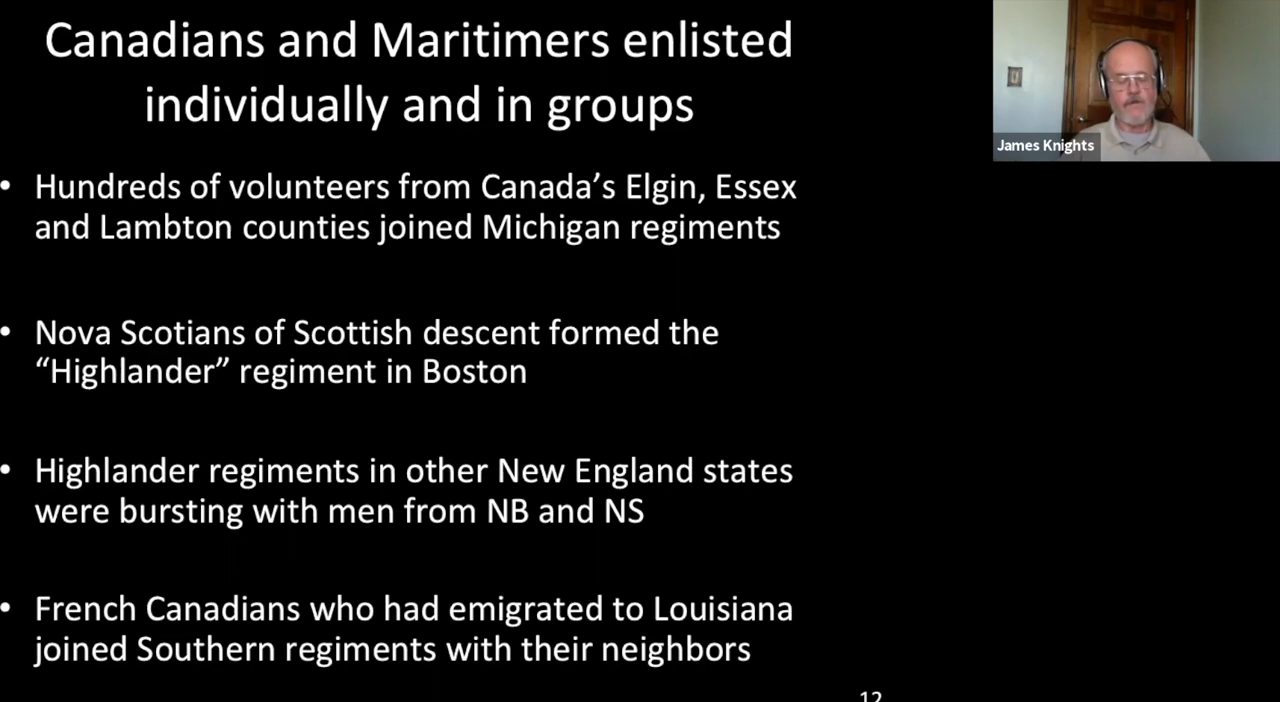 Canadians and Maritimers enlisted
individually and in groups
James Knights
• Hundreds of volunteers from Canada’s Elgin, Essex
and Lambton counties joined Michigan regiments
• Nova Scotians of Scottish descent formed the
“Highlander” regiment in Boston
• Highlander regiments in other New England states
were bursting with men from NB and NS
• French Canadians who had emigrated to Louisiana
joined Southern regiments with their neighbors
12